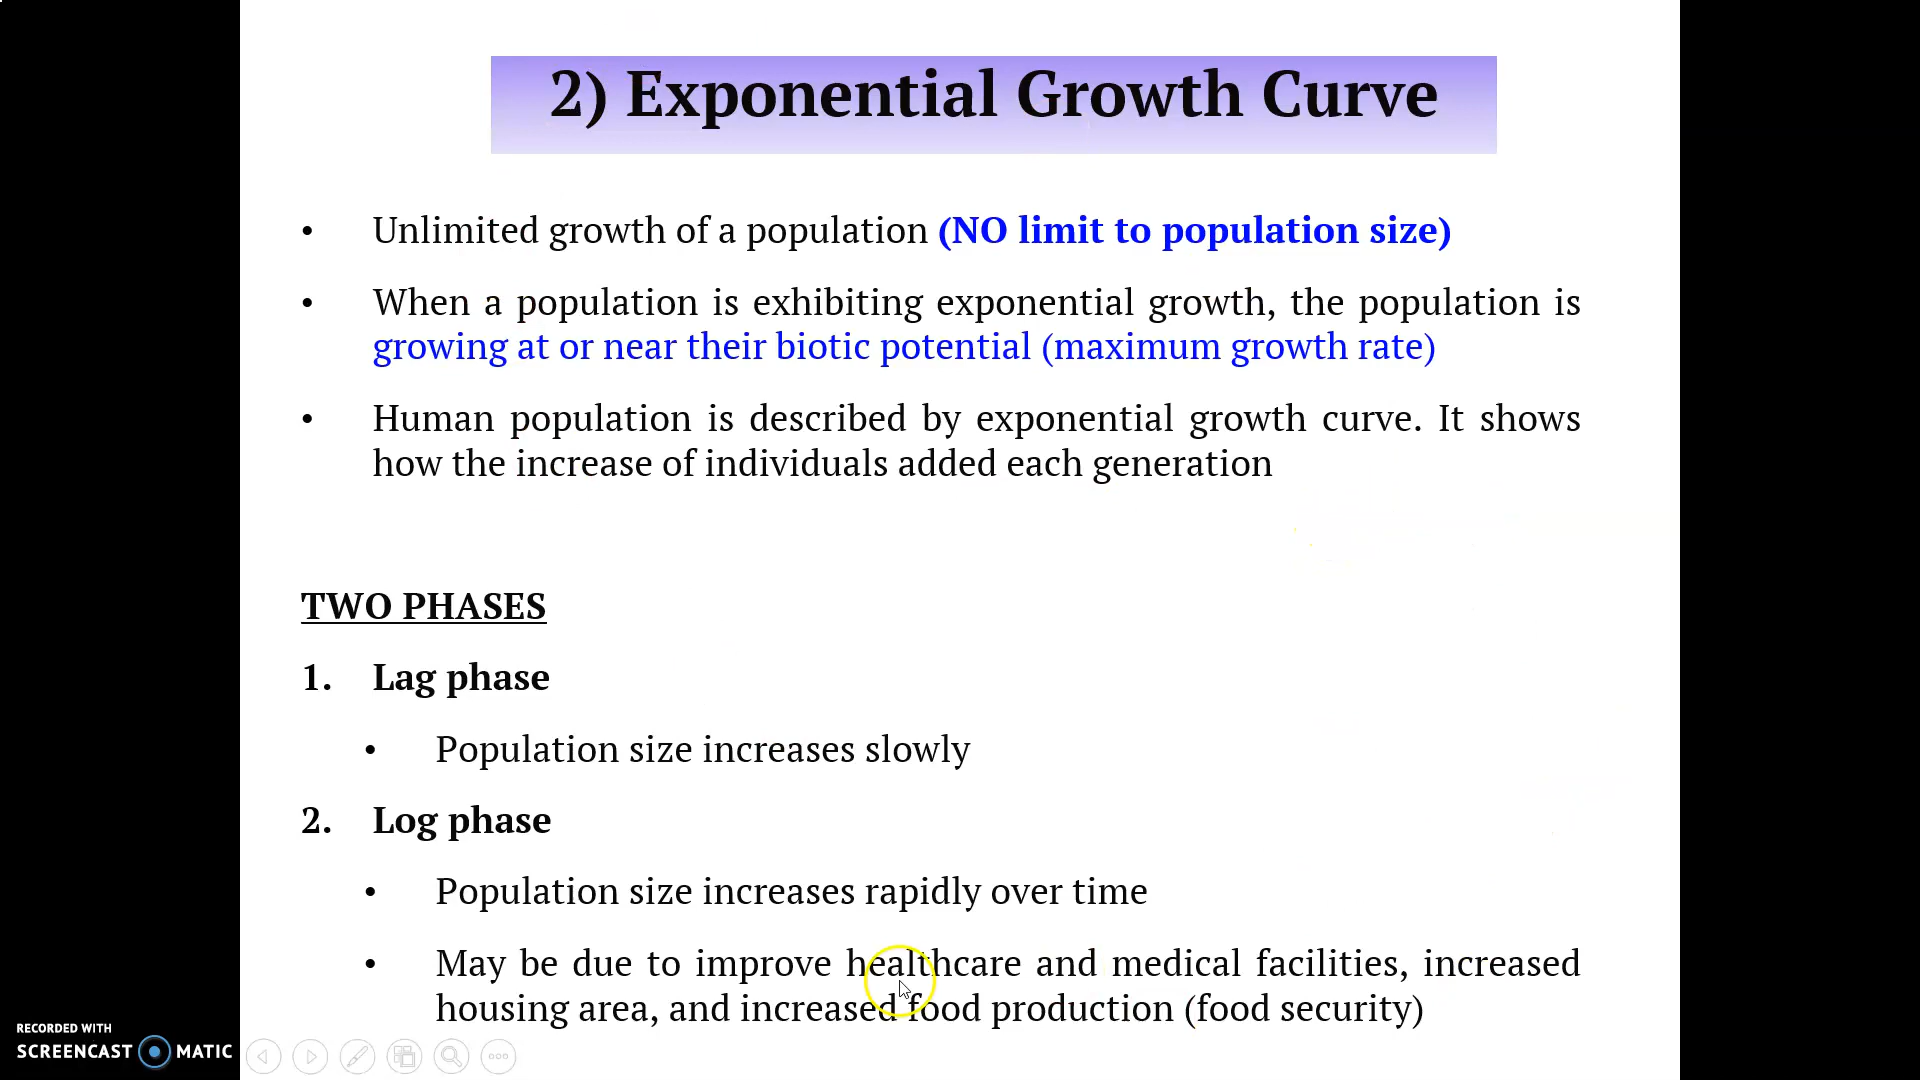 2) Exponential Growth Curve
• Unlimited growth of a population (NO limit to population size)
• When a population is exhibiting exponential growth, the population is
growing at or near their biotic potential (maximum growth rate)
• Human population is described by exponential growth curve. It shows
how the increase of individuals added each generation
TWO PHASES
1. Lag phase
• Population size increases slowly
2. Log phase
• Population size increases rapidly over time
• May be due to improve healthcare and medical facilities, increased
housing area, and increased food production (food security)
RECORDED WITH
SCREENCAST MATIC